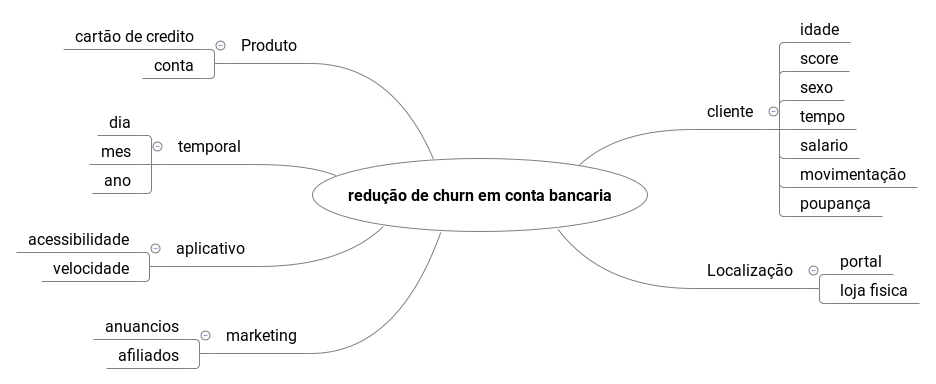 redução de churn em conta bancaria
Produto
cartão de credito
conta
temporal
dia
mes
ano
aplicativo
acessibilidade
velocidade
marketing
anuancios
afiliados
cliente
idade
score
sexo
tempo
salario
movimentação
poupança
Localização
portal
loja fisica